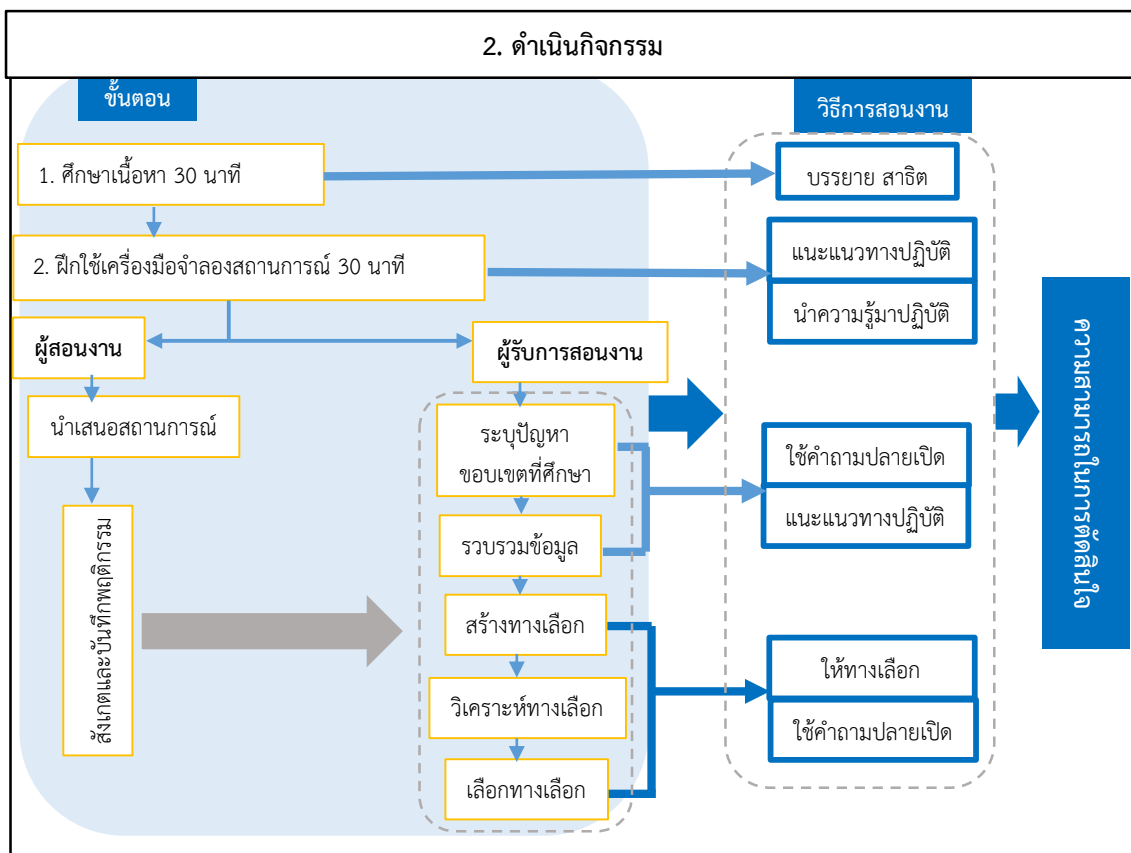 2. ดำเนินกิจกรรม
ขั้นตอน
วิธีการสอนงาน
1. ศึกษาเนื้อหา 30 นาที
บรรยาย สาธิต
2. ฝึกใช้เครื่องมือจำลองสถานการณ์ 30 นาที
แนะแนวทางปฏิบัติ
นำความรู้มาปฏิบัติ
ผู้สอนงาน
ผู้รับการสอนงาน
นำเสนอสถานการณ์
สังเกตและบันทึกพฤติกรรม
ระบุปัญหา
ขอบเขตที่ศึกษา
รวบรวมข้อมูล
สร้างทางเลือก
วิเคราะห์ทางเลือก
เลือกทางเลือก
ใช้คำถามปลายเปิด
แนะแนวทางปฏิบัติ
ให้ทางเลือก
ใช้คำถามปลายเปิด
ความสามารถในการตัดสินใจ